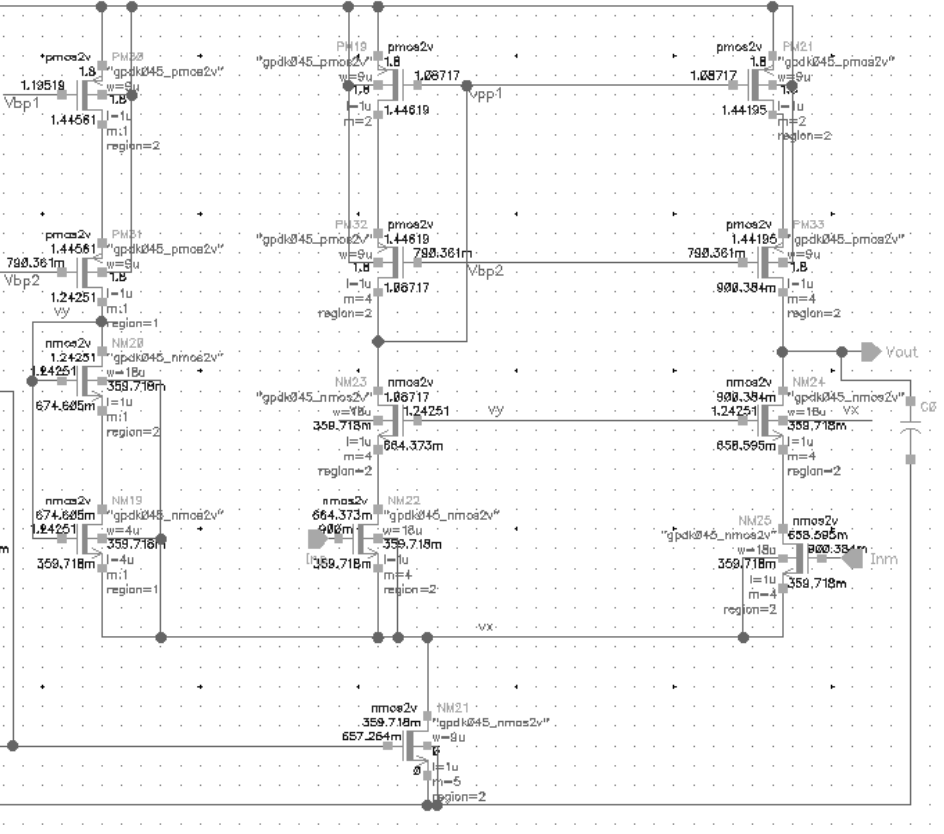 pmos2v PM30
1.8 "gpdk045_pmos2v"
w=9u
1.19519 1.8
Vbp1
l=1u
1.44561
m:1
region=2
PM19 pmos2v
1.8
"gpdk045_pmos2v"
w=9u
1.8 1.08717
vpp1
l=1u
1.44619
m=2
pmos2v PM21
1.8 "gpdk045_pmos2v"
w=9u
1.08717 1.8
l=1u
1.44195 m=2
region=2
pmos2v PM31
1.44561 "gpdk045_pmos2v"
w=9u
790.361m 1.8
Vbp2
l=1u
1.24251
m:1
vy
region=1
PM32 pmos2v
1.44619
"gpdk045_pmos2v"
w=9u
1.8 790.361m
Vbp2
l=1u
m=4 1.08717
region=2
pmos2v PM33
1.44195 "gpdk045_pmos2v"
w=9u
790.361m 1.8
l=1u
900.384m m=4
region=2
Vout
nmos2v NM20
1.24251 "gpdk045_nmos2v"
w=18u
1.24251 359.718m
l=1u
674.605m
m:1
region=2
NM23 nmos2v
1.08717
"gpdk045_nmos2v"
w=18u
359.718m 1.24251
vy
l=1u
664.373m
m=4
region=2
nmos2v NM24
900.384m "gpdk045_nmos2v"
w=18u
1.24251 359.718m
vx
l=1u
658.595m
m=4
region=2
C0
nmos2v NM19
674.605m "gpdk045_nmos2v"
w=4u
1.24251 359.718m
l=4u
359.718m
m:1
region=1
nmos2v NM22
664.373m "gpdk045_nmos2v"
w=18u
900m 359.718m
l=1u
359.718m
m=4
region=2
NM25 nmos2v
658.595m
"gpdk045_nmos2v"
w=18u
359.718m 900.384m
Inm
l=1u
359.718m
m=4
region=2
m
vx
nmos2v NM21
359.718m "gpdk045_nmos2v"
w=9u
657.264m 0
l=1u
0
m=5
region=2